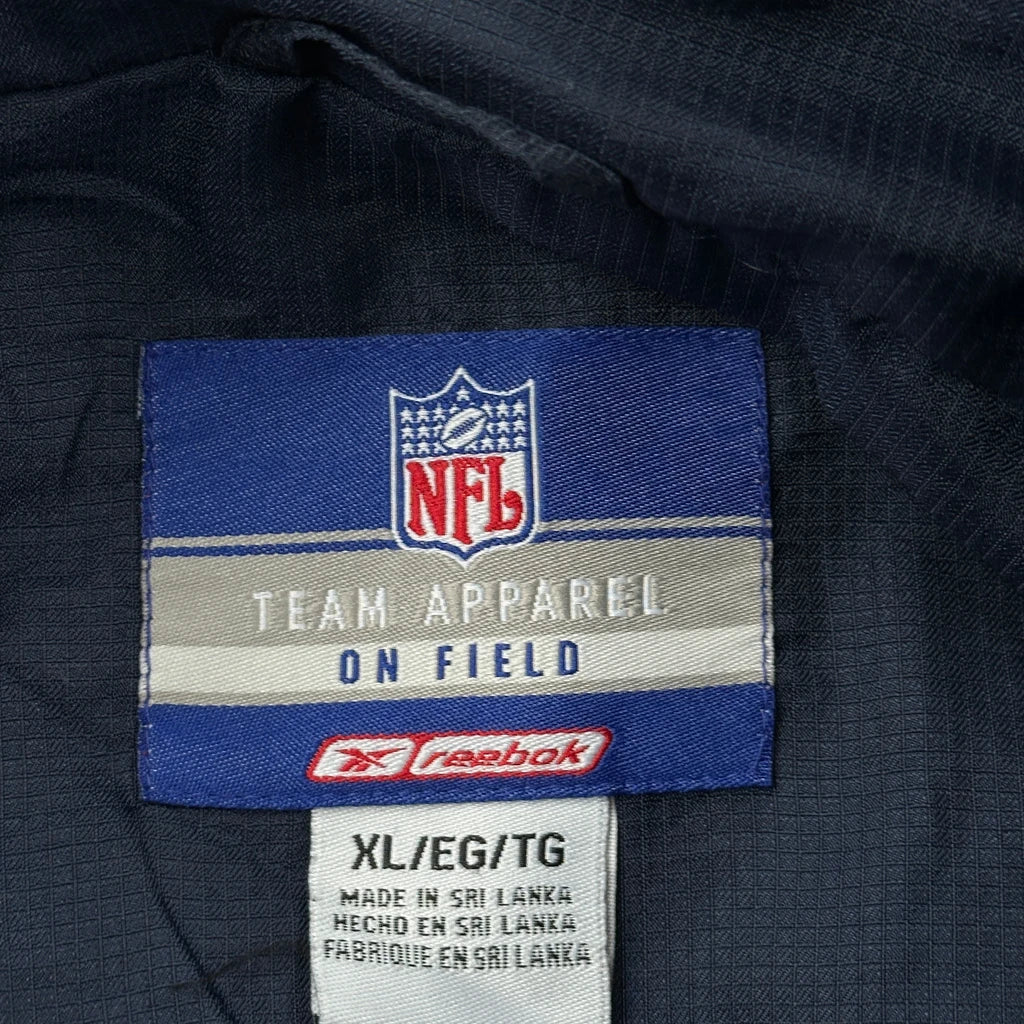 NFL
TEAM APPAREL
ON FIELD
reebok
XL/EG/TG
MADE IN SRI LANKA
HECHO EN SRI LANKA
FABRIQUE EN SRI LANKA